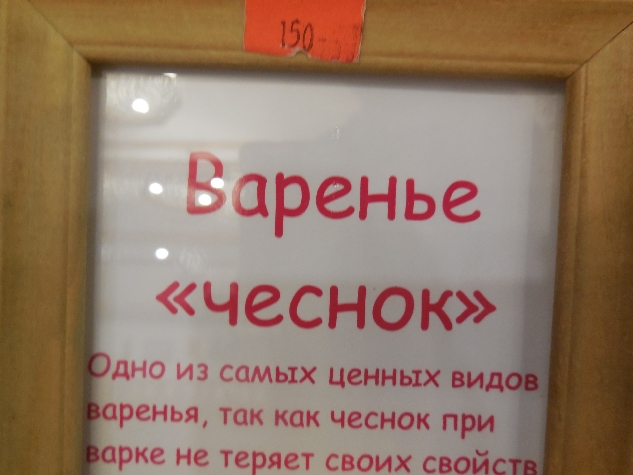 150-
Варенье
«чеснок»
Одно из самых ценных видов
варенья, так как чеснок при
варке не теряет своих свойств